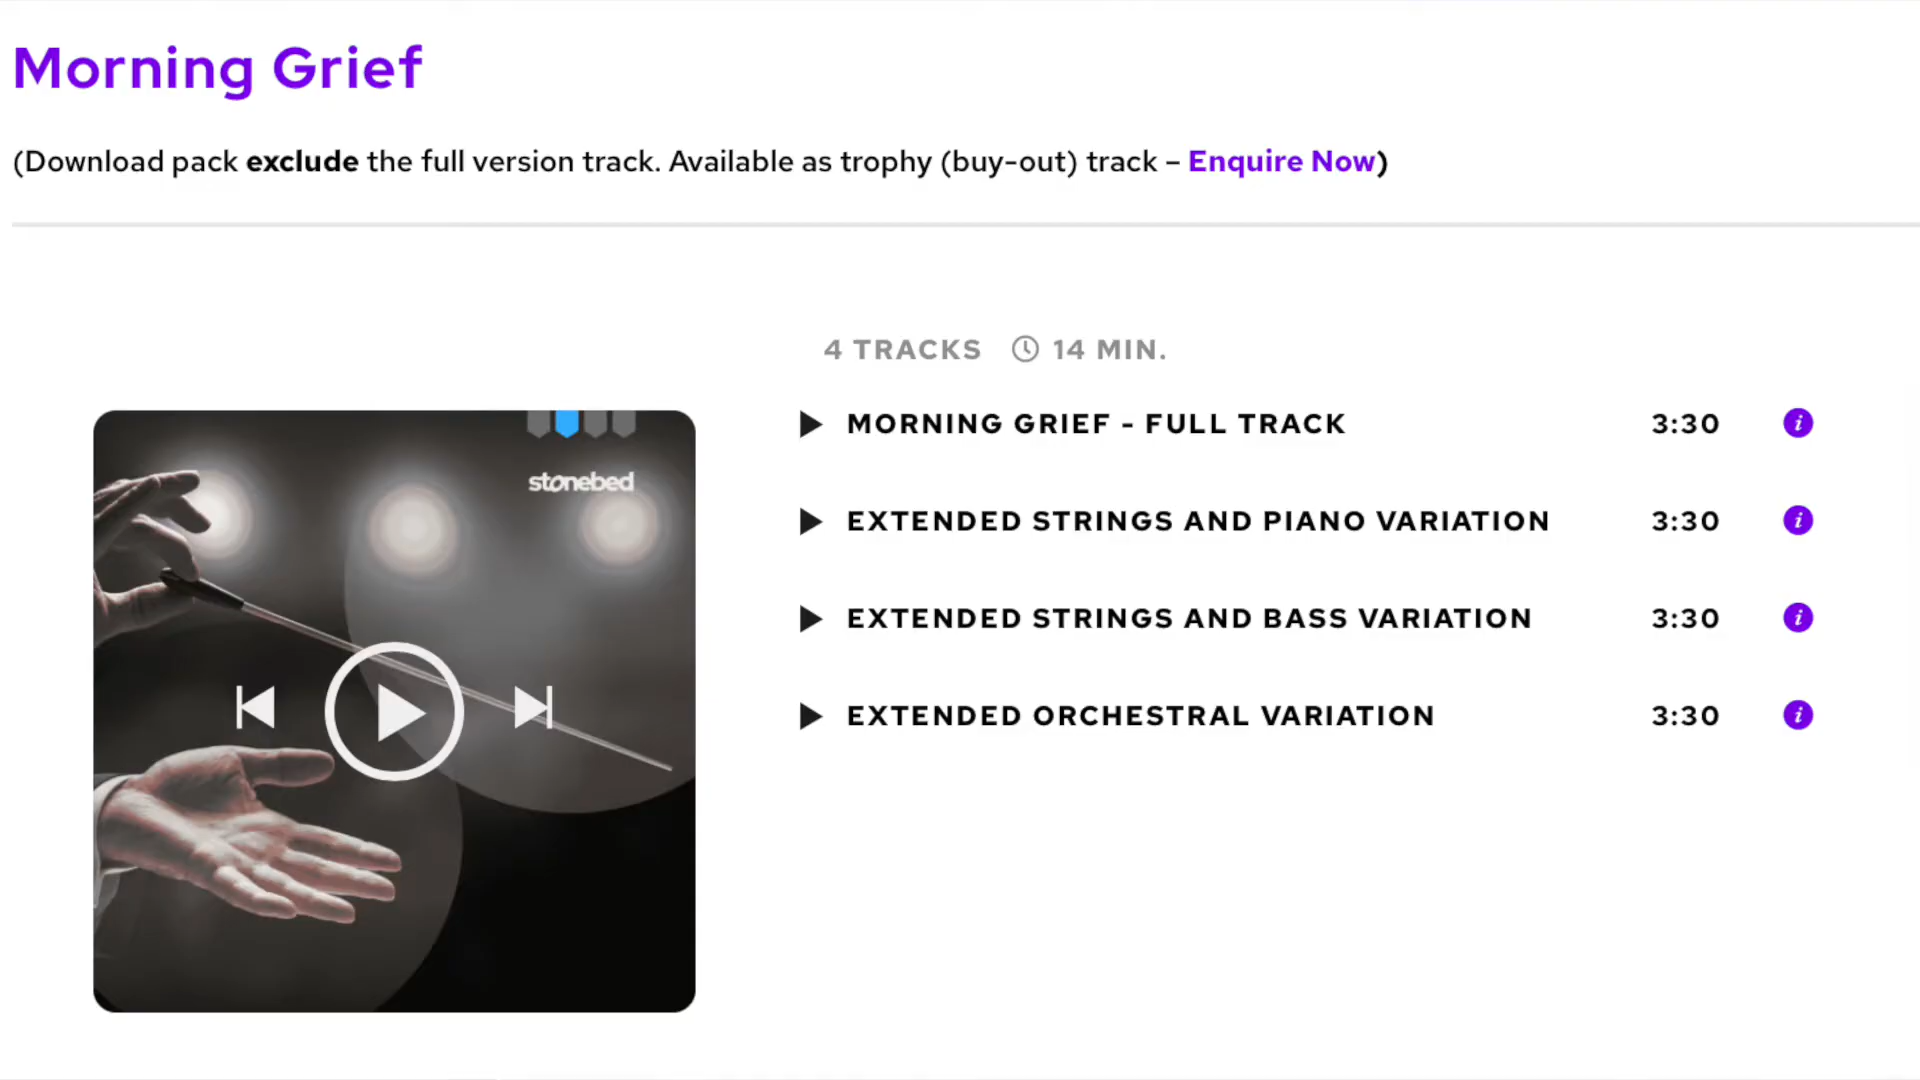 Morning Grief
(Download pack exclude the full version track. Available as trophy (buy-out) track – Enquire Now)
4 TRACKS 14 MIN.
stonebed
MORNING GRIEF - FULL TRACK 3:30 i
EXTENDED STRINGS AND PIANO VARIATION 3:30 i
EXTENDED STRINGS AND BASS VARIATION 3:30 i
EXTENDED ORCHESTRAL VARIATION 3:30 i